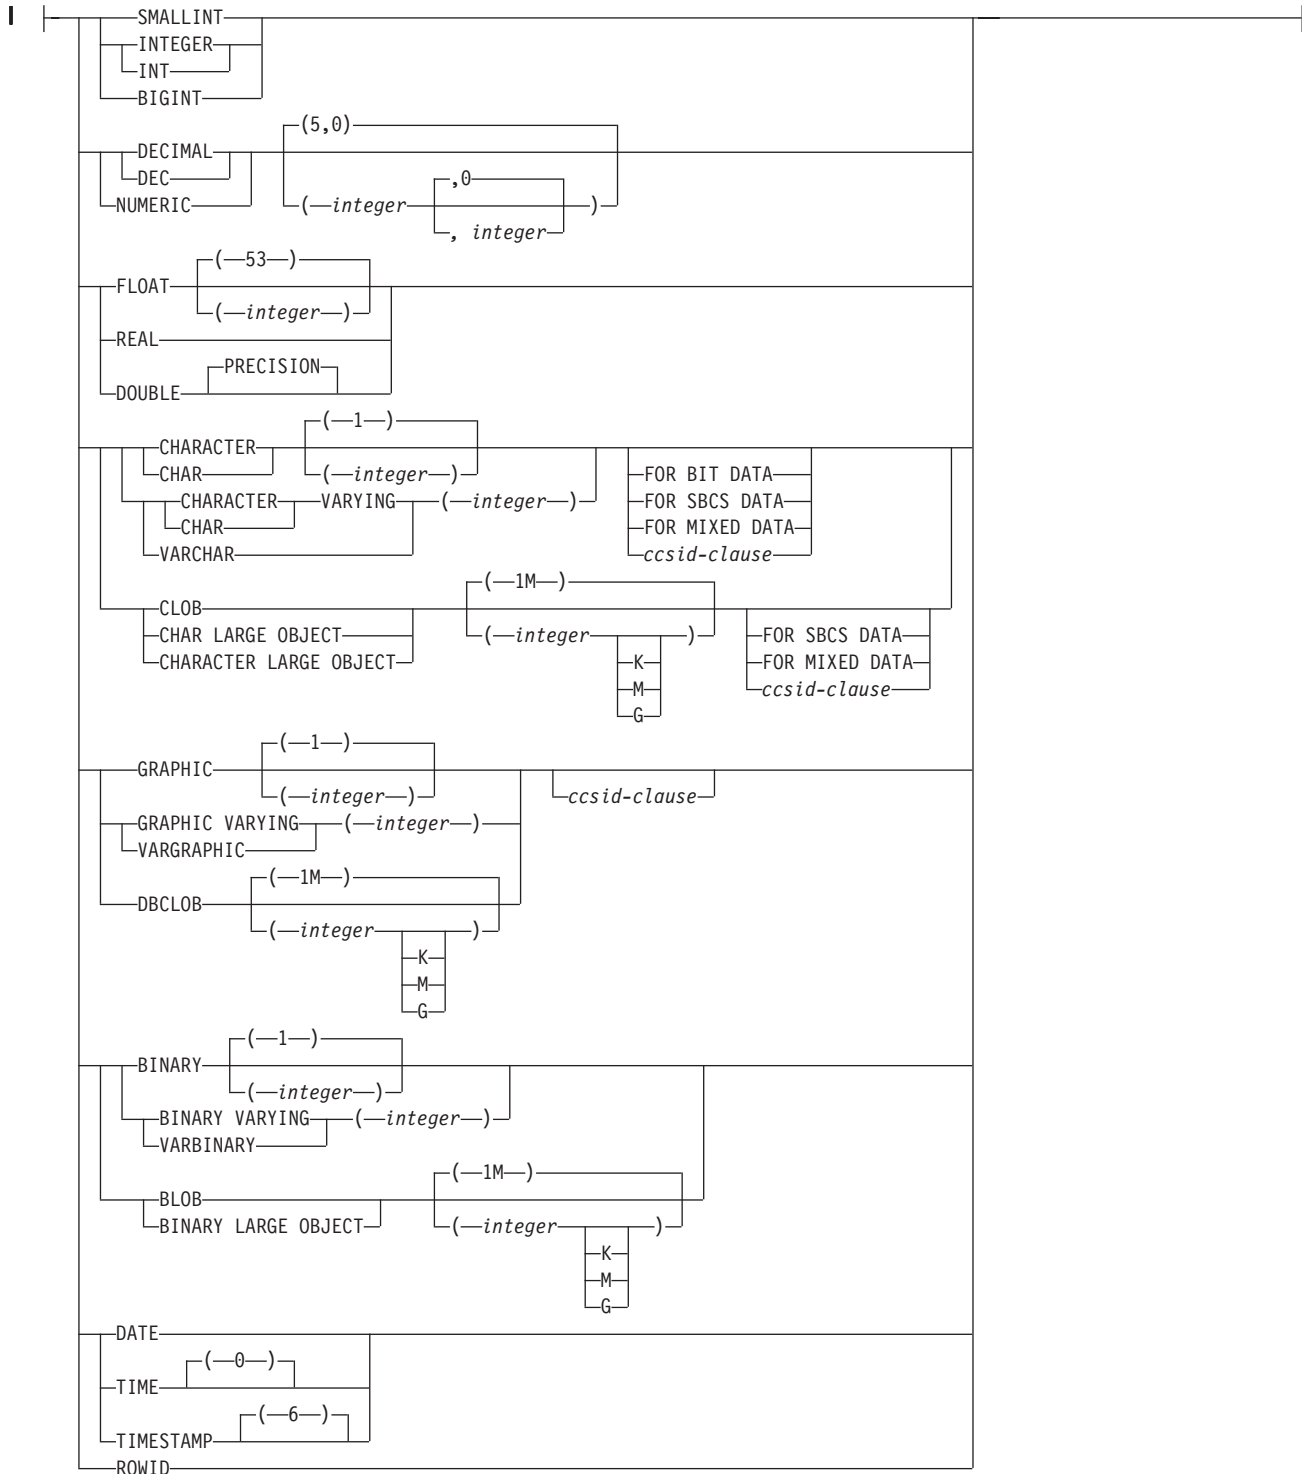 SMALLINT
INTEGER
INT
BIGINT
(5,0)
DECIMAL
DEC
NUMERIC ( integer )
,0
, integer
( 53 )
FLOAT
( integer )
REAL
PRECISION
DOUBLE
( 1 )
CHARACTER
CHAR ( integer ) FOR BIT DATA
CHARACTER VARYING ( integer ) FOR SBCS DATA
CHAR FOR MIXED DATA
VARCHAR ccsid-clause
( 1M )
CLOB
CHAR LARGE OBJECT ( integer ) FOR SBCS DATA
CHARACTER LARGE OBJECT K FOR MIXED DATA
M ccsid-clause
G
( 1 )
GRAPHIC
( integer ) ccsid-clause
GRAPHIC VARYING ( integer )
VARGRAPHIC
( 1M )
DBCLOB
( integer )
K
M
G
( 1 )
BINARY
( integer )
BINARY VARYING ( integer )
VARBINARY
( 1M )
BLOB
BINARY LARGE OBJECT ( integer )
K
M
G
DATE
( 0 )
TIME
( 6 )
TIMESTAMP
ROWID